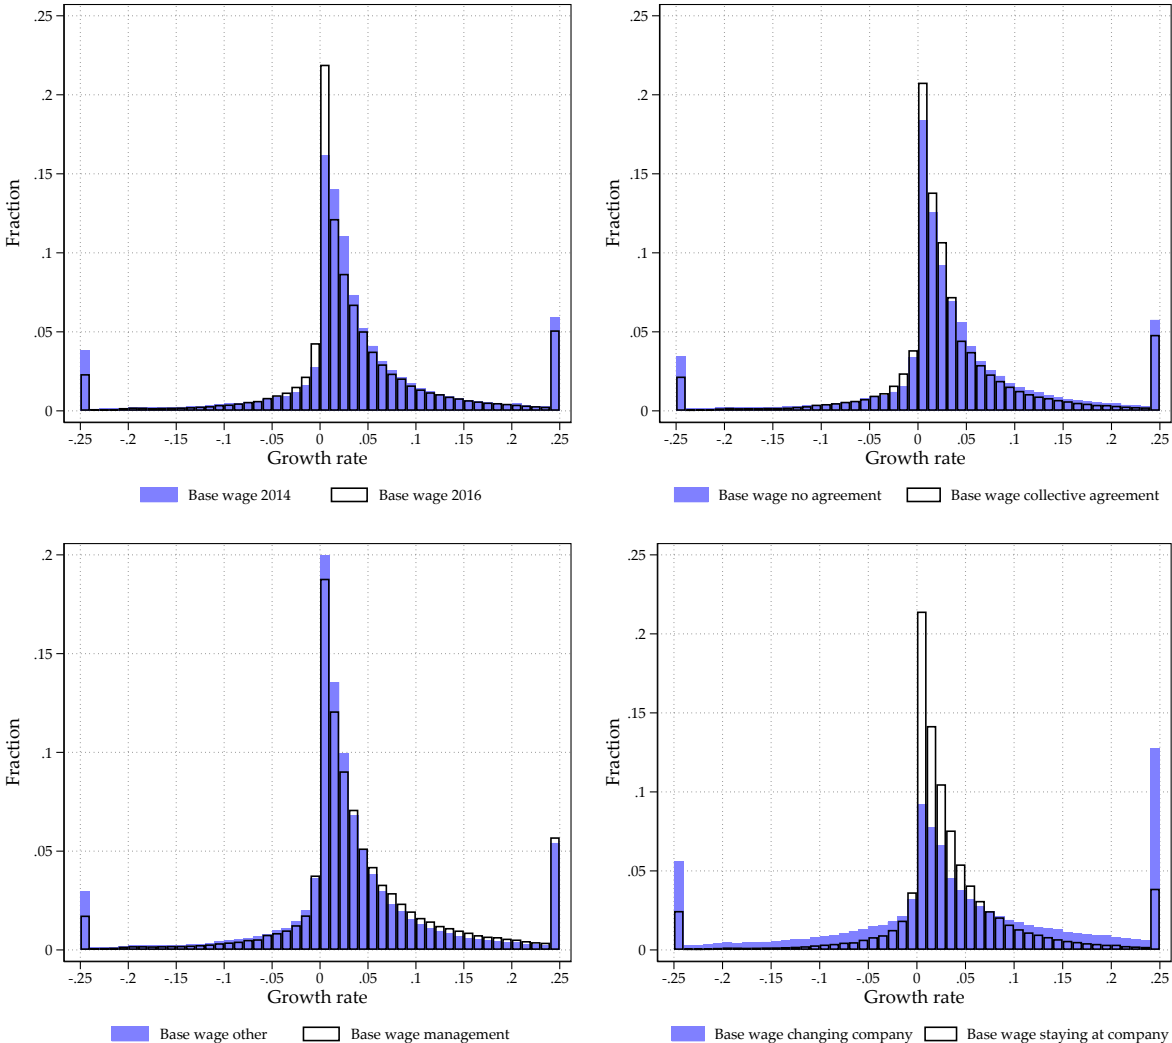 .25
.2
.15
.1
.05
0
Fraction
-.25 -.2 -.15 -.1 -.05 0 .05 .1 .15 .2 .25
Growth rate
Base wage 2014 Base wage 2016
.25
.2
.15
.1
.05
0
Fraction
-.25 -.2 -.15 -.1 -.05 0 .05 .1 .15 .2 .25
Growth rate
Base wage no agreement Base wage collective agreement
.2
.15
.1
.05
0
Fraction
-.25 -.2 -.15 -.1 -.05 0 .05 .1 .15 .2 .25
Growth rate
Base wage other Base wage management
.25
.2
.15
.1
.05
0
Fraction
-.25 -.2 -.15 -.1 -.05 0 .05 .1 .15 .2 .25
Growth rate
Base wage changing company Base wage staying at company